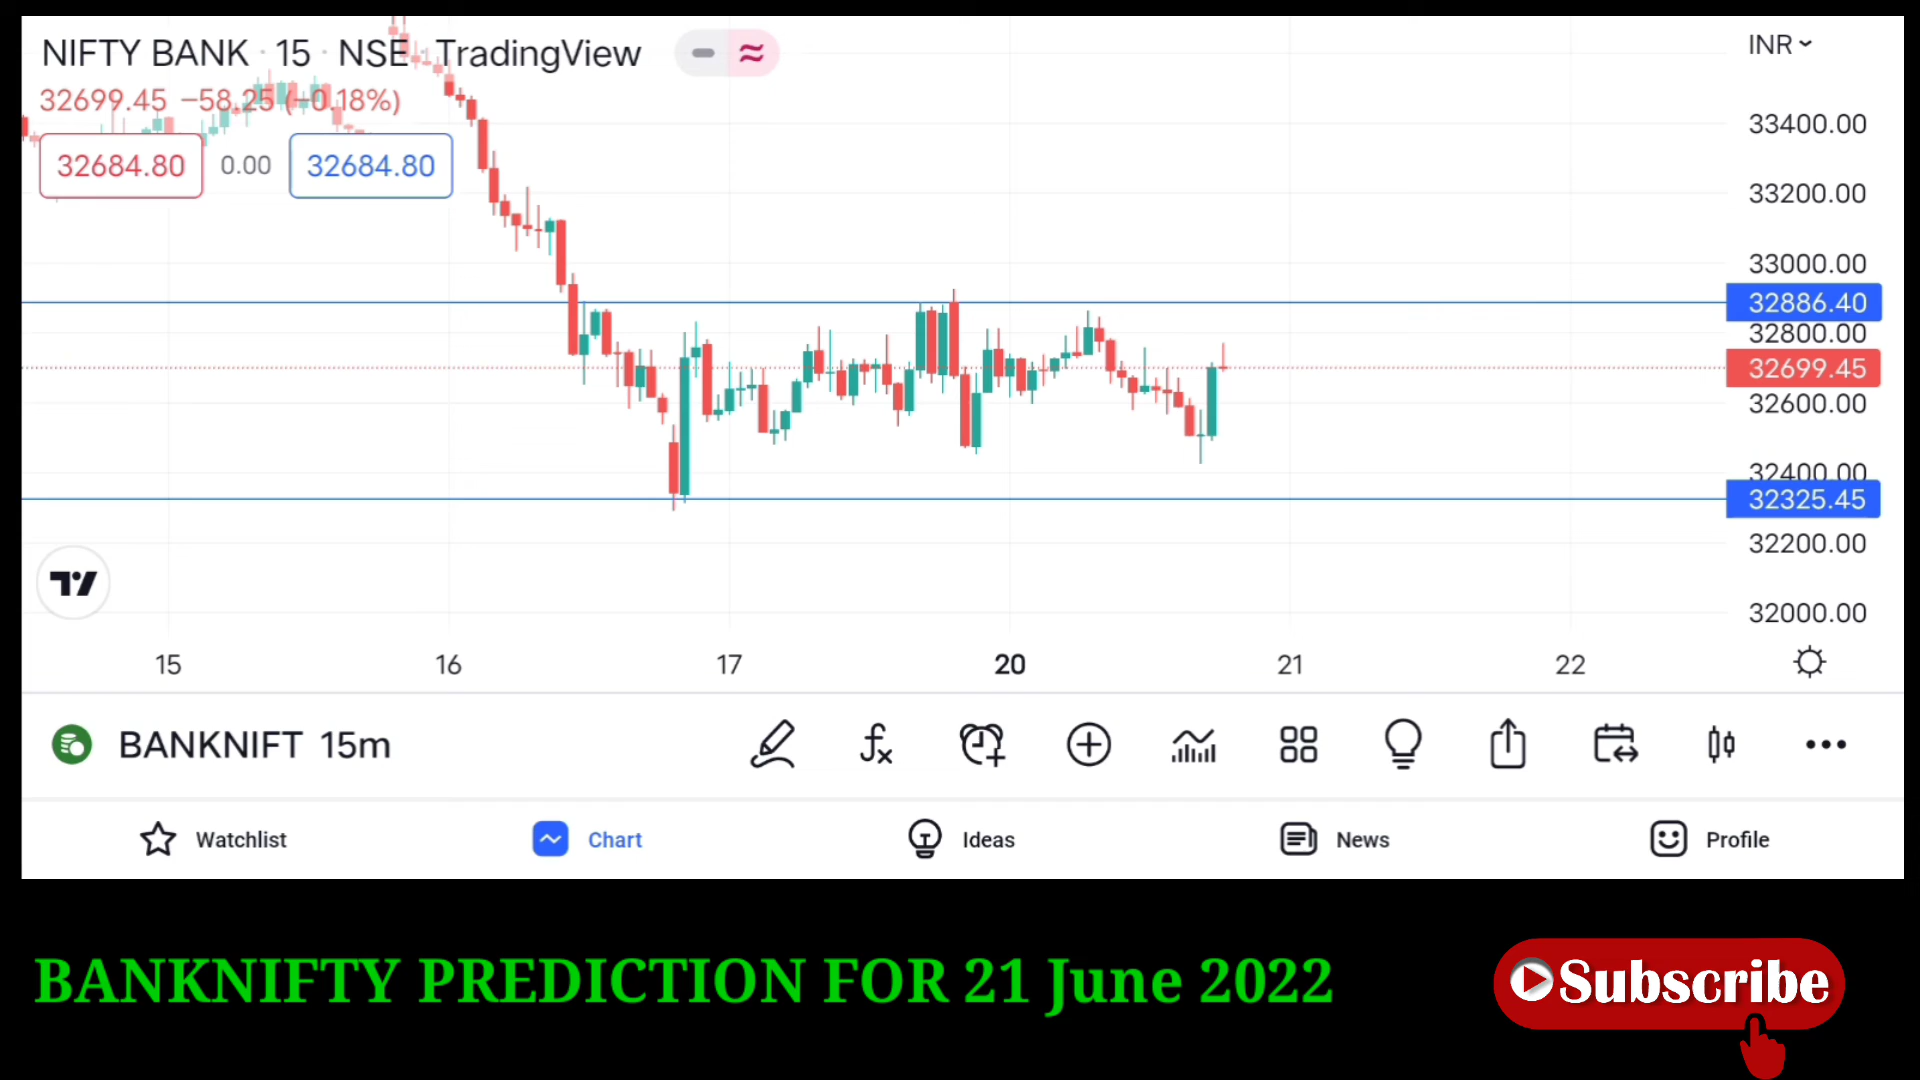 NIFTY BANK · 15 · NSE · TradingView
INR
32699.45 −58.25 (−0.18%)
32684.80 0.00 32684.80
33400.00
33200.00
33000.00
32886.40
32800.00
32699.45
32600.00
32400.00
32325.45
32200.00
32000.00
15 16 17 20 21 22
BANKNIFT 15m
Watchlist Chart Ideas News Profile
BANKNIFTY PREDICTION FOR 21 June 2022
Subscribe